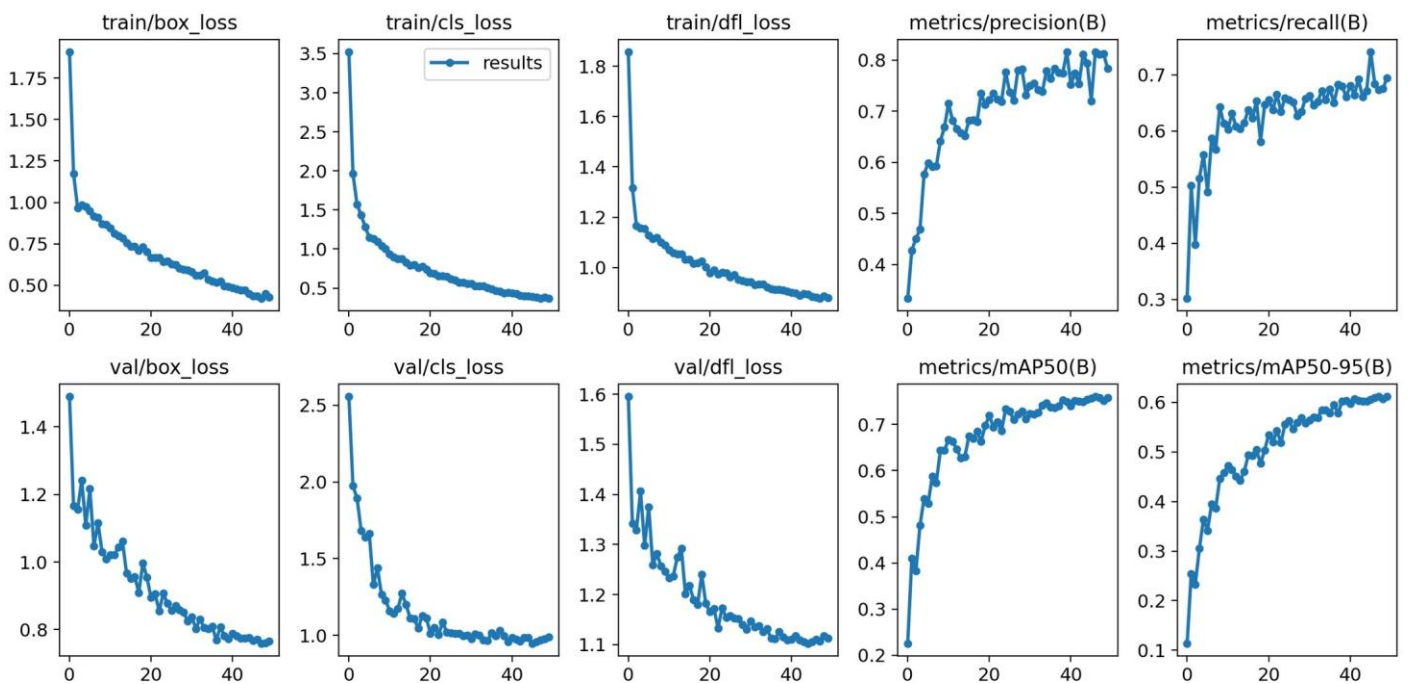 train/box_loss
1.75
1.50
1.25
1.00
0.75
0.50
0 20 40
train/cls_loss
results
3.5
3.0
2.5
2.0
1.5
1.0
0.5
0 20 40
train/dfl_loss
1.8
1.6
1.4
1.2
1.0
0 20 40
metrics/precision(B)
0.8
0.7
0.6
0.5
0.4
0 20 40
metrics/recall(B)
0.7
0.6
0.5
0.4
0.3
0 20 40
val/box_loss
1.4
1.2
1.0
0.8
0 20 40
val/cls_loss
2.5
2.0
1.5
1.0
0 20 40
val/dfl_loss
1.6
1.5
1.4
1.3
1.2
1.1
0 20 40
metrics/mAP50(B)
0.7
0.6
0.5
0.4
0.3
0.2
0 20 40
metrics/mAP50-95(B)
0.6
0.5
0.4
0.3
0.2
0.1
0 20 40